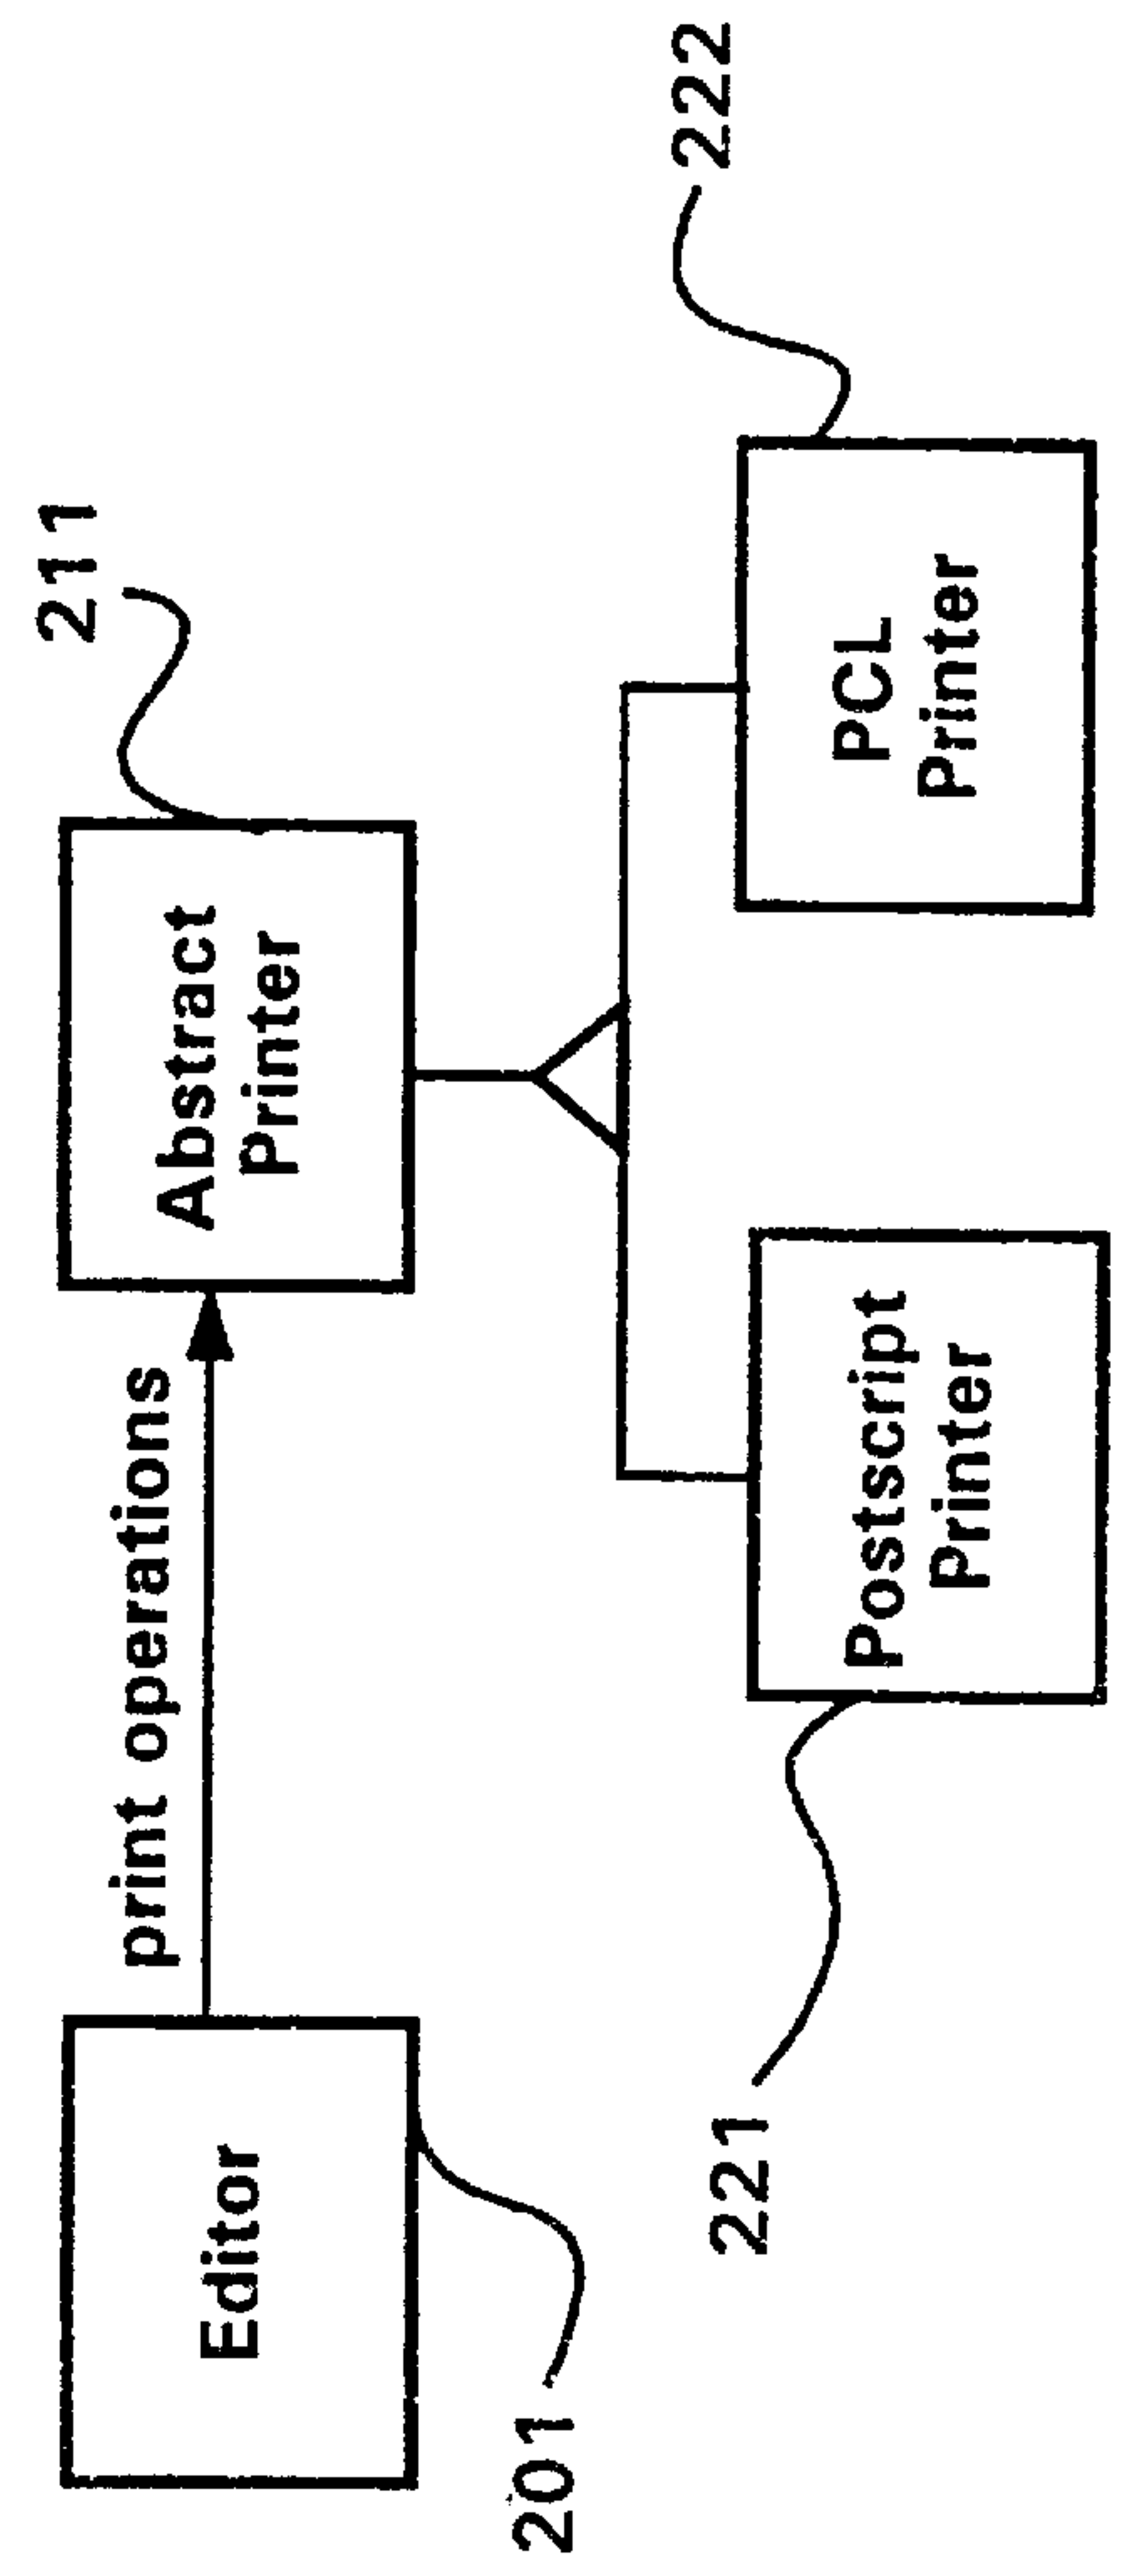 211
print operations
Editor
Abstract
Printer
201
222
221
Postscript
Printer
PCL
Printer